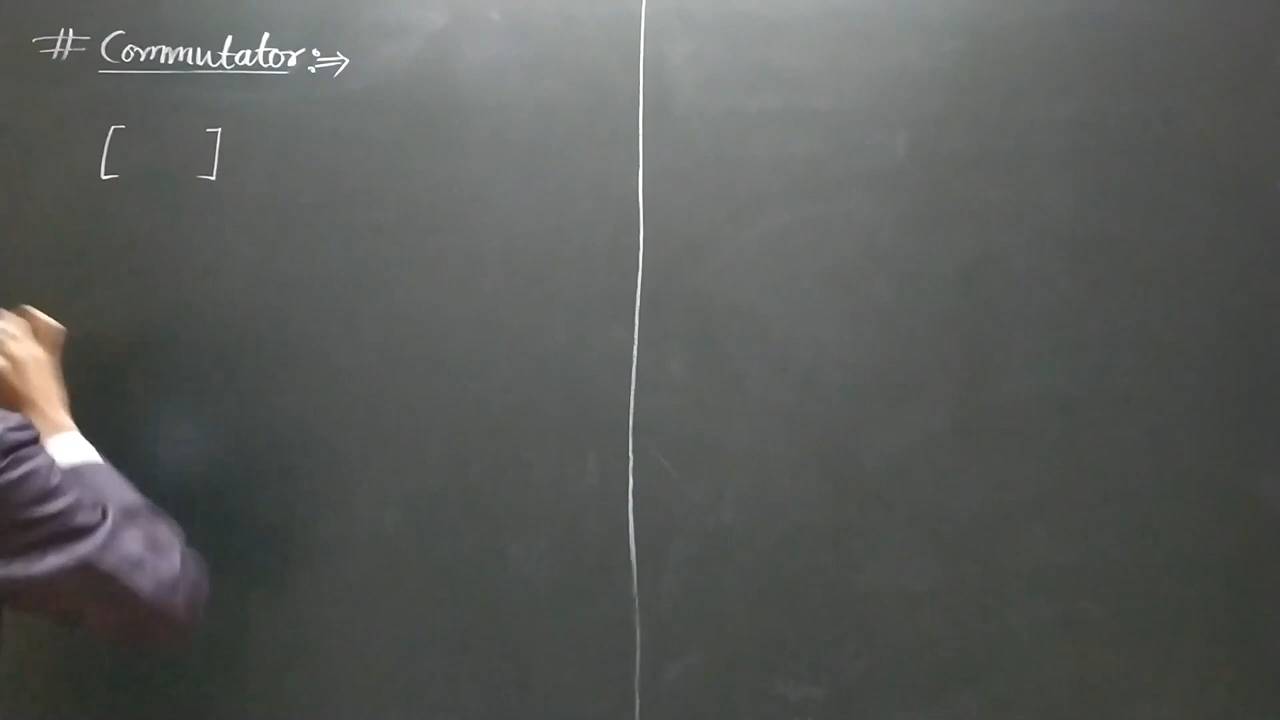 # Commutator :⇒
[ ]